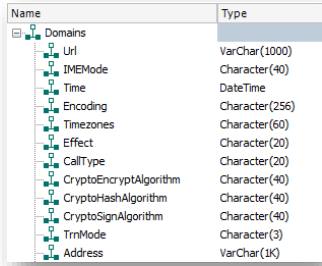 Name Type
Domains
Url VarChar(1000)
IMEMode Character(40)
Time DateTime
Encoding Character(256)
Timezones Character(60)
Effect Character(20)
CallType Character(20)
CryptoEncryptAlgorithm Character(40)
CryptoHashAlgorithm Character(40)
CryptoSignAlgorithm Character(40)
TrnMode Character(3)
Address VarChar(1K)